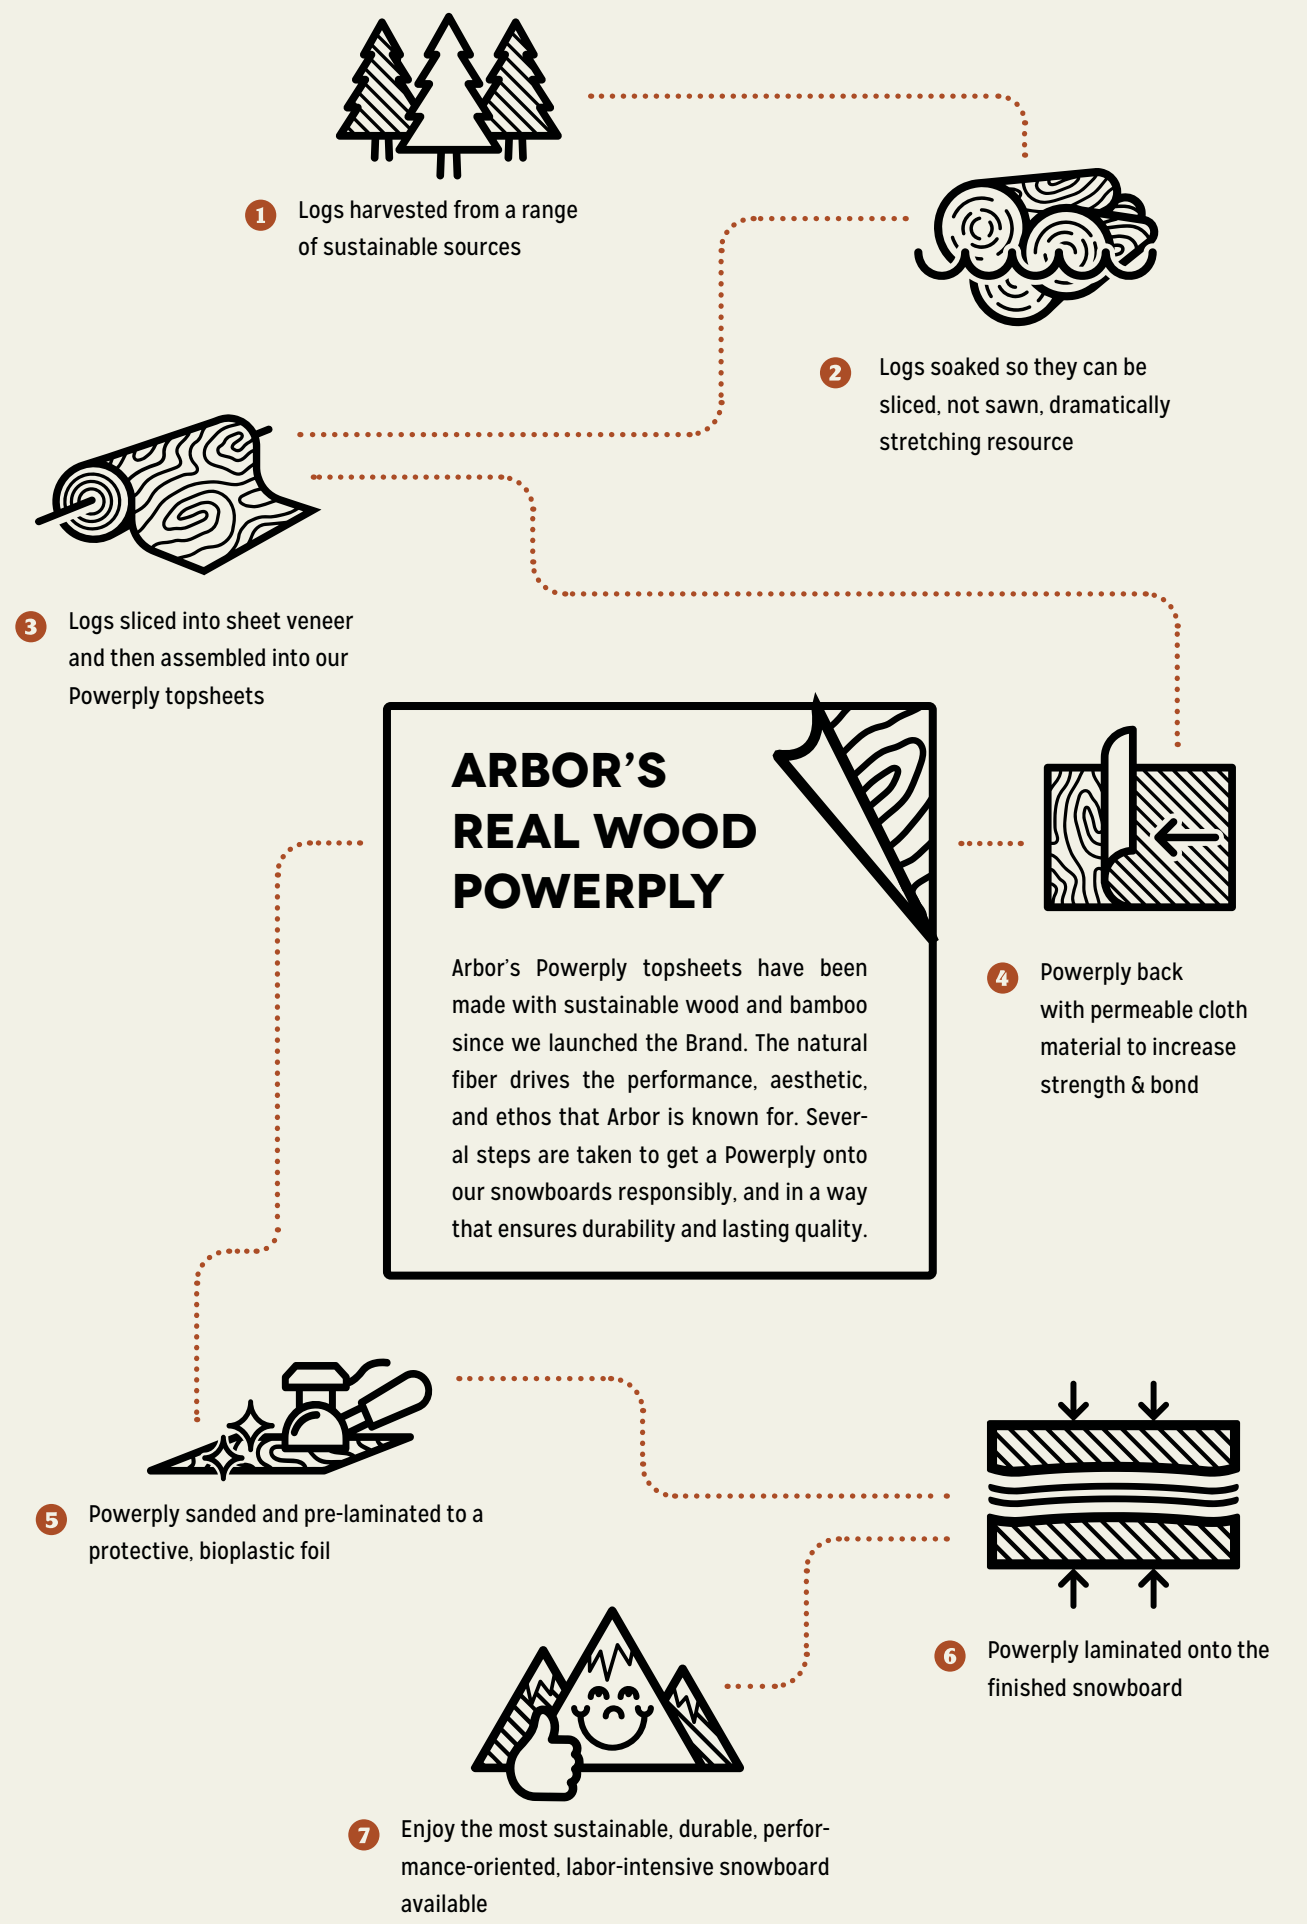 1 Logs harvested from a range
of sustainable sources
2 Logs soaked so they can be
sliced, not sawn, dramatically
stretching resource
3 Logs sliced into sheet veneer
and then assembled into our
Powerply topsheets
ARBOR’S
REAL WOOD
POWERPLY
Arbor’s Powerply topsheets have been
made with sustainable wood and bamboo
since we launched the Brand. The natural
fiber drives the performance, aesthetic,
and ethos that Arbor is known for. Sever-
al steps are taken to get a Powerply onto
our snowboards responsibly, and in a way
that ensures durability and lasting quality.
4 Powerply back
with permeable cloth
material to increase
strength & bond
5 Powerply sanded and pre-laminated to a
protective, bioplastic foil
6 Powerply laminated onto the
finished snowboard
7 Enjoy the most sustainable, durable, perfor-
mance-oriented, labor-intensive snowboard
available